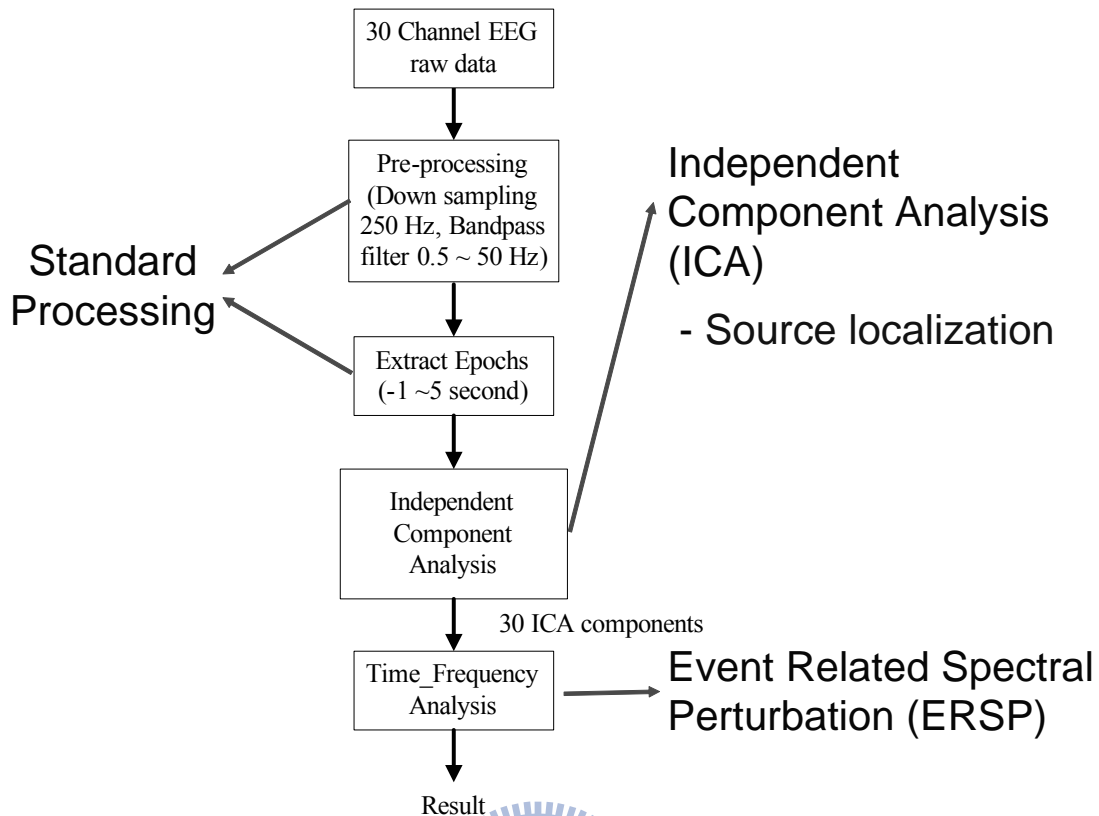 30 Channel EEG
raw data
Pre-processing
(Down sampling
250 Hz, Bandpass
filter 0.5 ~ 50 Hz)
Standard
Processing
Extract Epochs
(-1 ~5 second)
Independent
Component Analysis
(ICA)
- Source localization
Independent
Component
Analysis
30 ICA components
Time_Frequency
Analysis
Event Related Spectral
Perturbation (ERSP)
Result